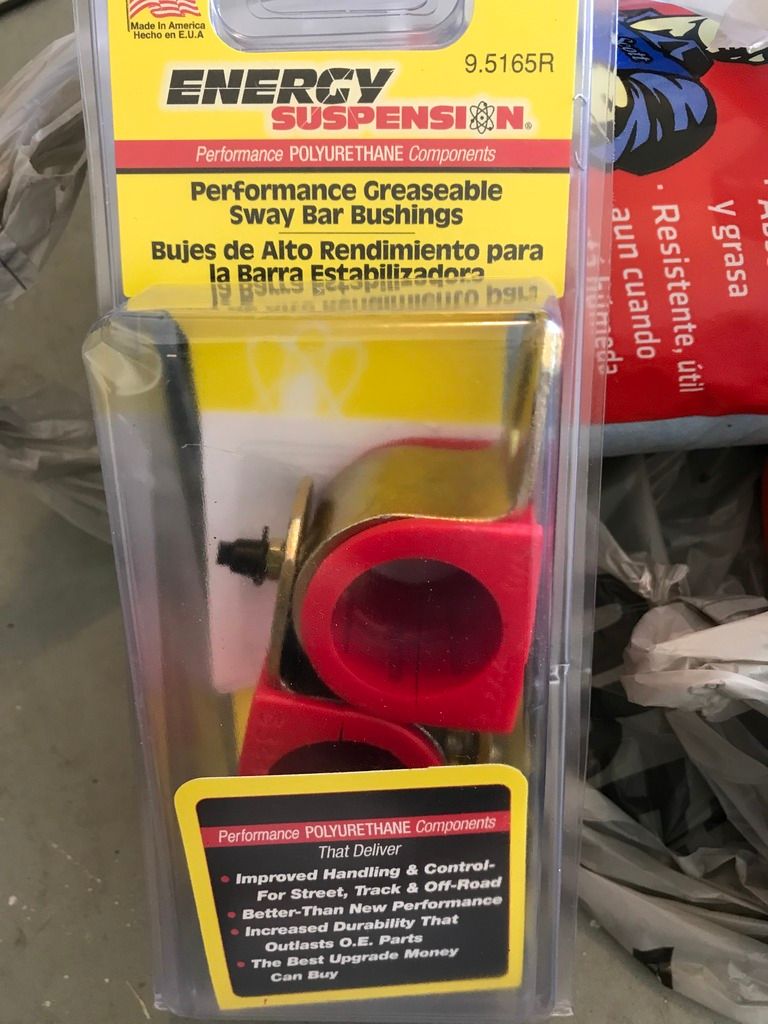 Made In America
Hecho en E.U.A
9.5165R
ENERGY
SUSPENSION®
Performance POLYURETHANE Components
Performance Greaseable
Sway Bar Bushings
Bujes de Alto Rendimiento para
la Barra Estabilizadora
Performance POLYURETHANE Components
That Deliver
• Improved Handling & Control-
For Street, Track & Off-Road
• Better-Than New Performance
• Increased Durability That
Outlasts O.E. Parts
• The Best Upgrade Money
Can Buy
y grasa
· Resistente, útil
aun cuando